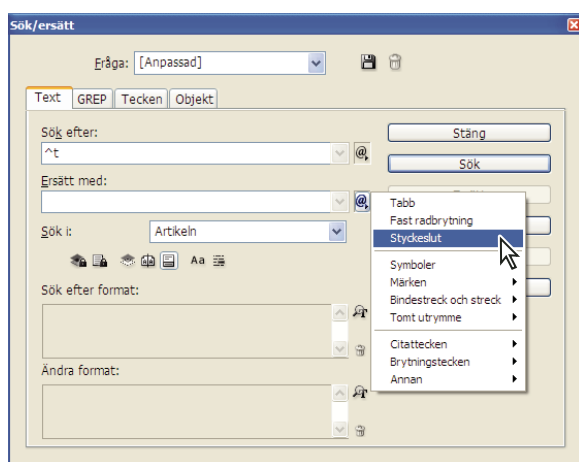 Sök/ersätt
Fråga: [Anpassad]
Text GREP Tecken Objekt
Sök efter:
^t
Stäng
Sök
Ersätt med:
Sök i: Artikeln
Aa
Sök efter format:
Ändra format:
Tabb
Fast radbrytning
Styckeslut
Symboler
Märken
Bindestreck och streck
Tomt utrymme
Citattecken
Brytningstecken
Annan